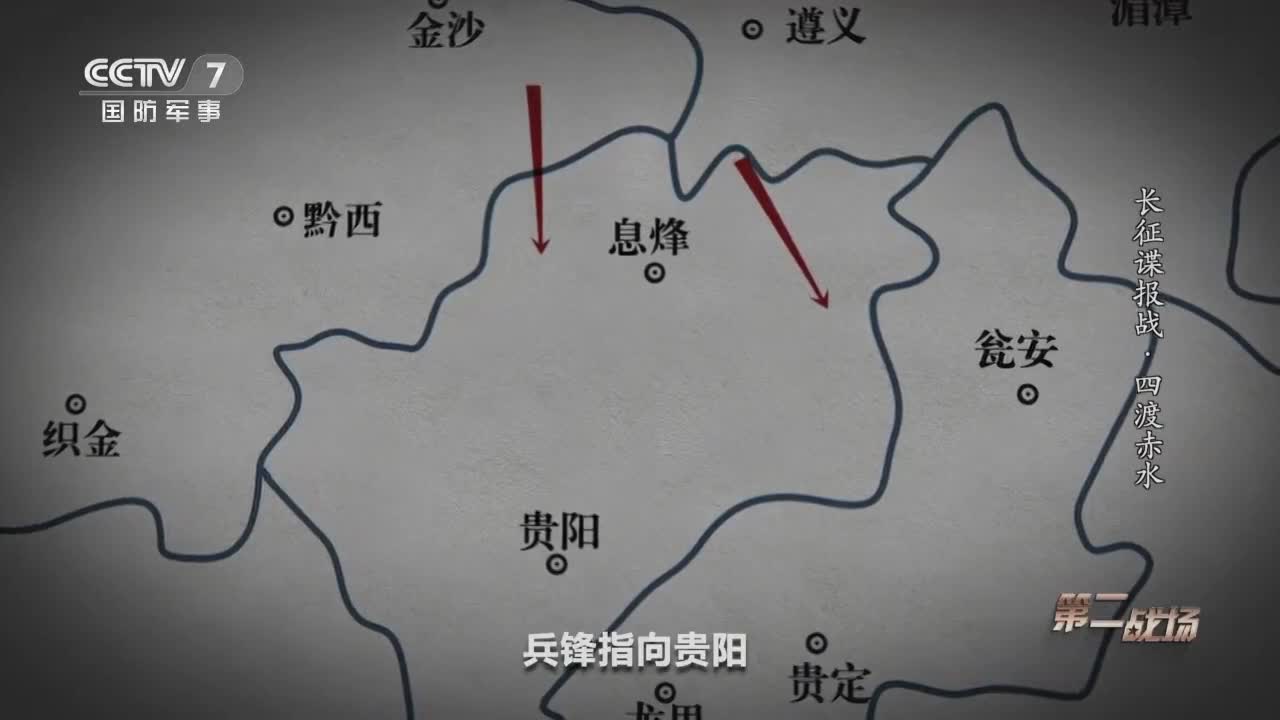 金沙
遵义
湄潭
CCTV 7
国防军事
黔西
息烽
长征谍报战·四渡赤水
瓮安
织金
贵阳
第二战场
兵锋指向贵阳
贵定
龙里